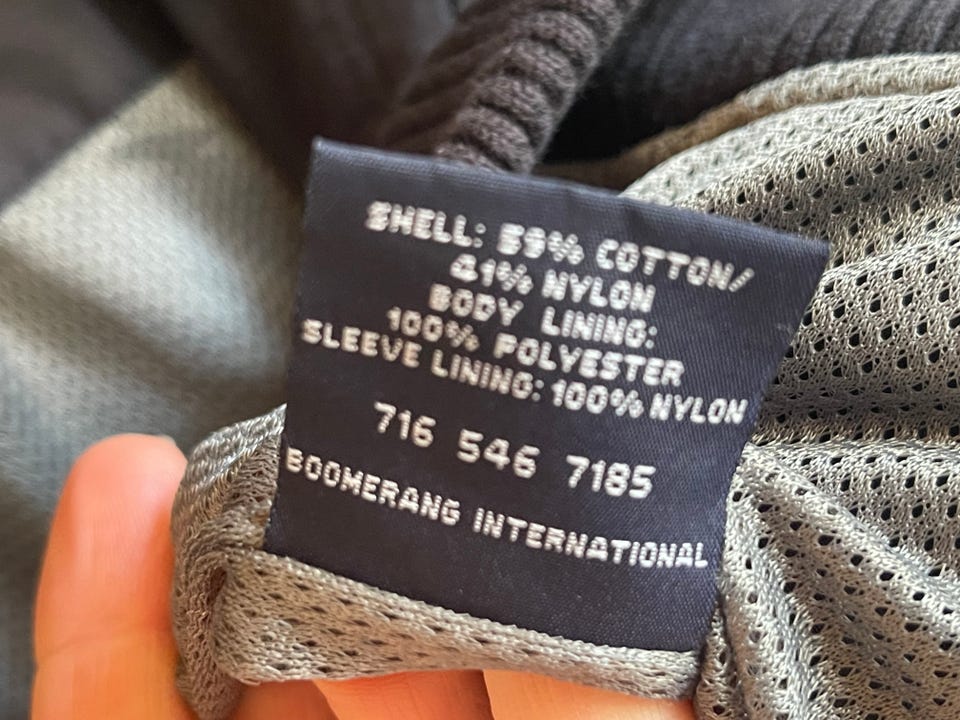 SHELL: 59% COTTON/
41% NYLON
BODY LINING:
100% POLYESTER
SLEEVE LINING: 100% NYLON
716 546 7185
BOOMERANG INTERNATIONAL